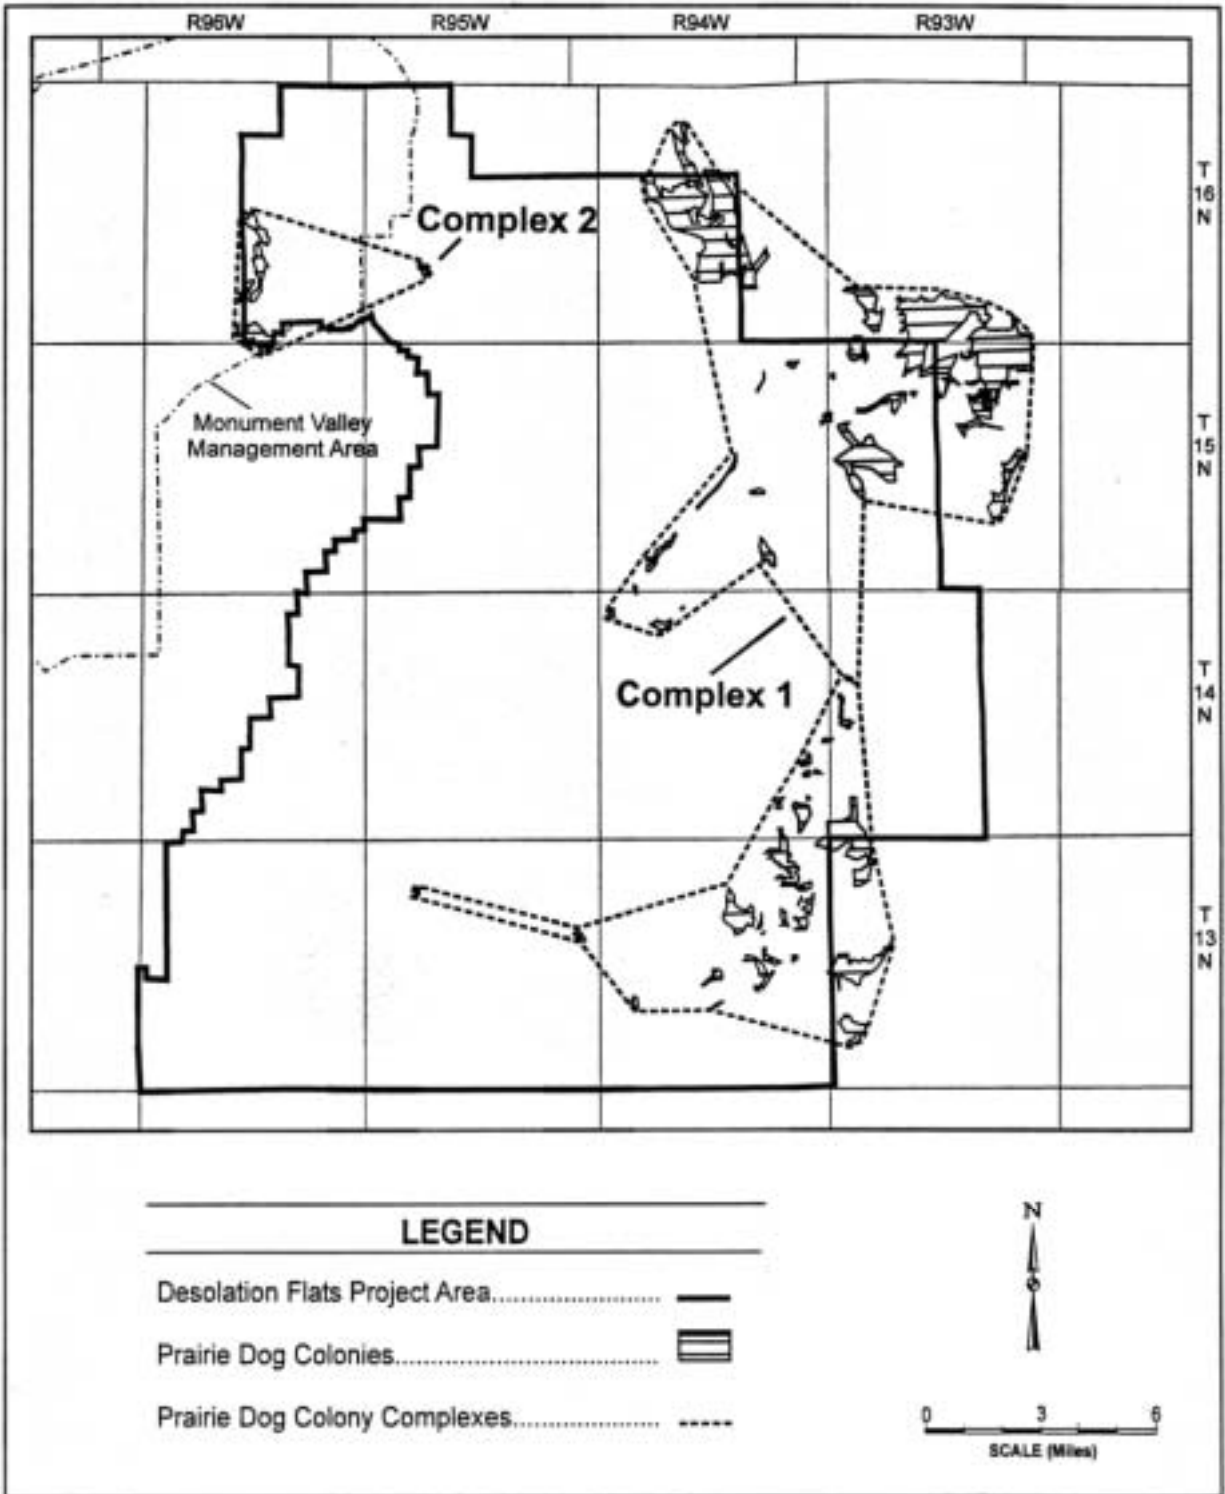 R96W R95W R94W R93W
T
16
N
Complex 2
Monument Valley
Management Area
T
15
N
Complex 1
T
14
N
T
13
N
LEGEND
Desolation Flats Project Area
Prairie Dog Colonies
Prairie Dog Colony Complexes
N
0 3 6
SCALE (Miles)